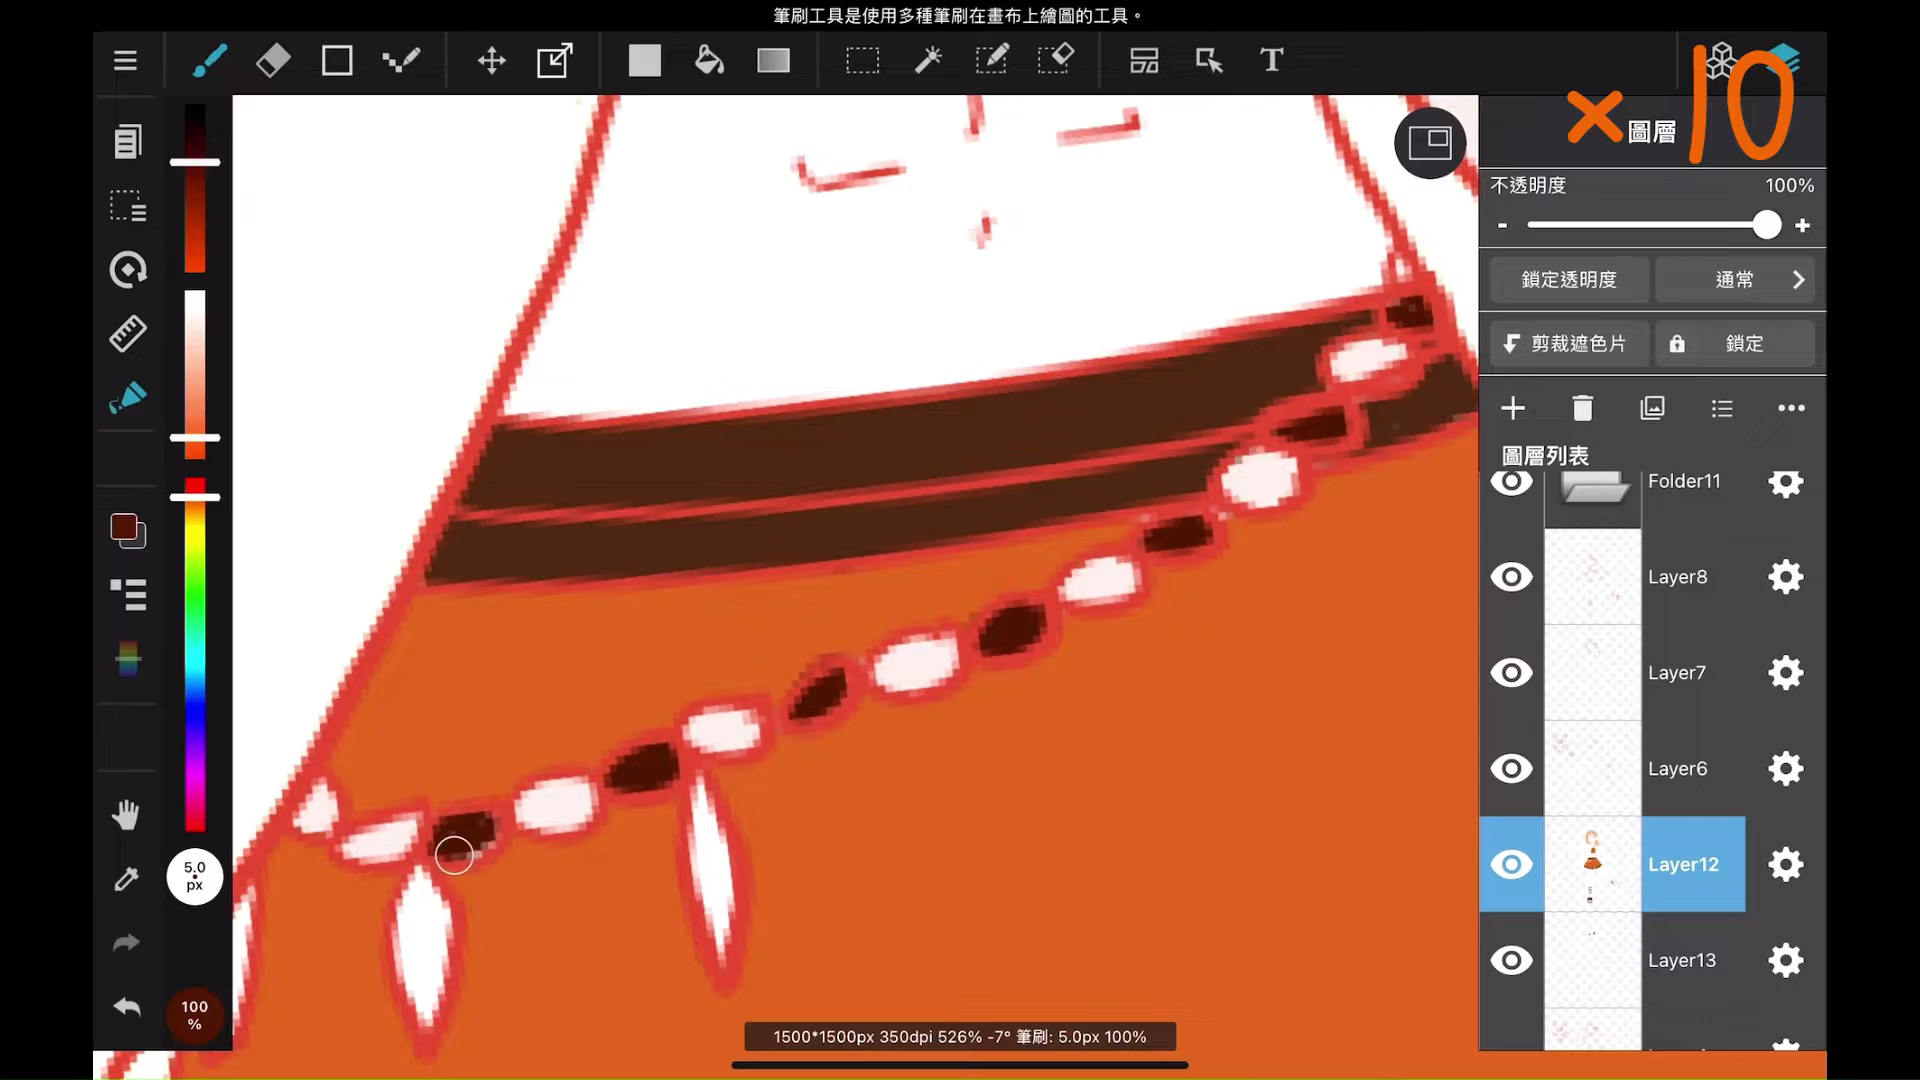 筆刷工具是使用多種筆刷在畫布上繪圖的工具。
T
×10
圖層
不透明度 100%
- +
鎖定透明度 通常
剪裁遮色片 鎖定
圖層列表
Folder11
Layer8
Layer7
Layer6
Layer12
Layer13
5.0
px
100
%
1500*1500px 350dpi 526% -7° 筆刷: 5.0px 100%